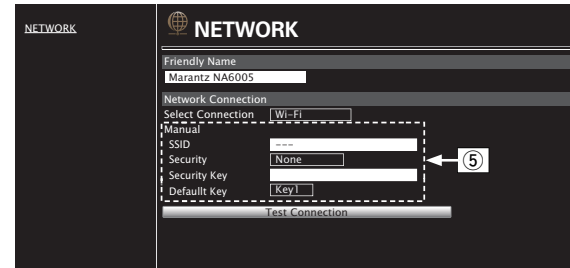 NETWORK
NETWORK
Friendly Name
Marantz NA6005
Network Connection
Select Connection Wi-Fi
Manual
SSID ---
Security None
Security Key
Defaullt Key Key1
Test Connection
5